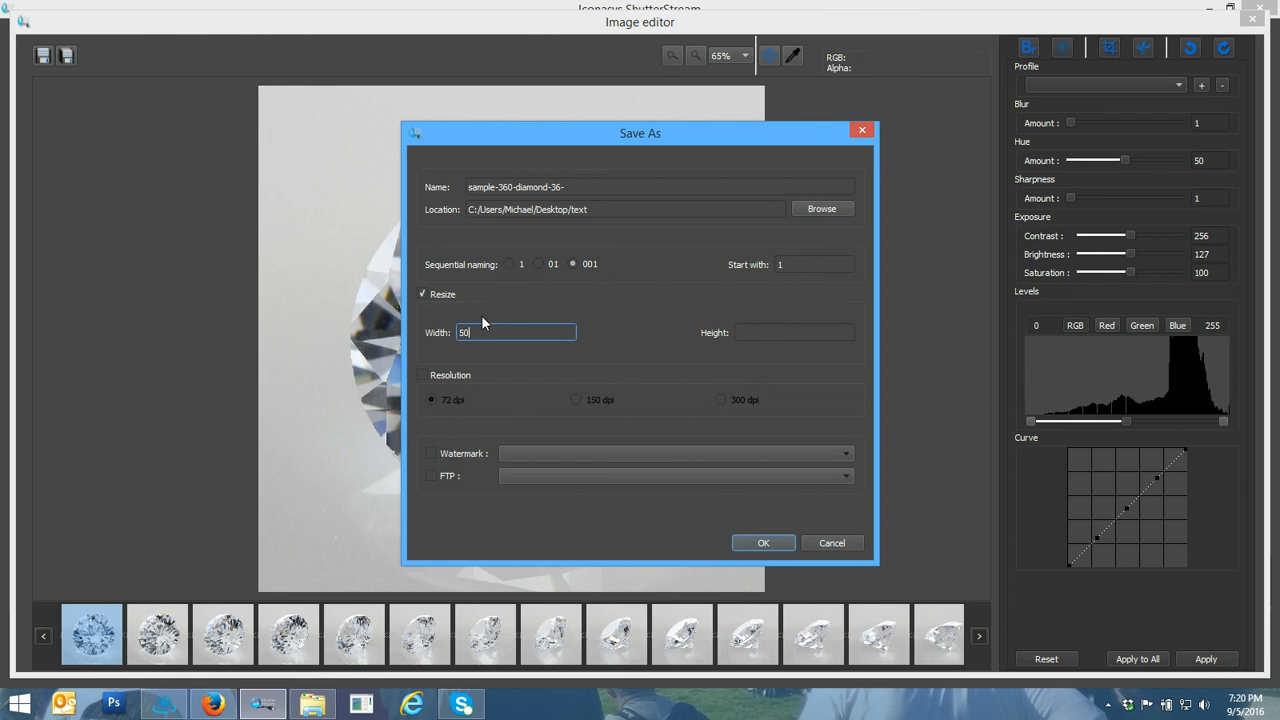 Iconasys ShutterStream
Image editor
65%
RGB:
Alpha:
Br
Profile
+ -
Blur
Amount : 1
Hue
Amount : 50
Sharpness
Amount : 1
Exposure
Contrast : 256
Brightness : 127
Saturation : 100
Levels
0 RGB Red Green Blue 255
Curve
Reset Apply to All Apply
Save As
Name: sample-360-diamond-36-
Location: C:/Users/Michael/Desktop/text Browse
Sequential naming: 1 01 001 Start with: 1
Resize
Width: 50 Height:
Resolution
72 dpi 150 dpi 300 dpi
Watermark :
FTP :
OK Cancel
< >
Ps
7:20 PM
9/5/2016